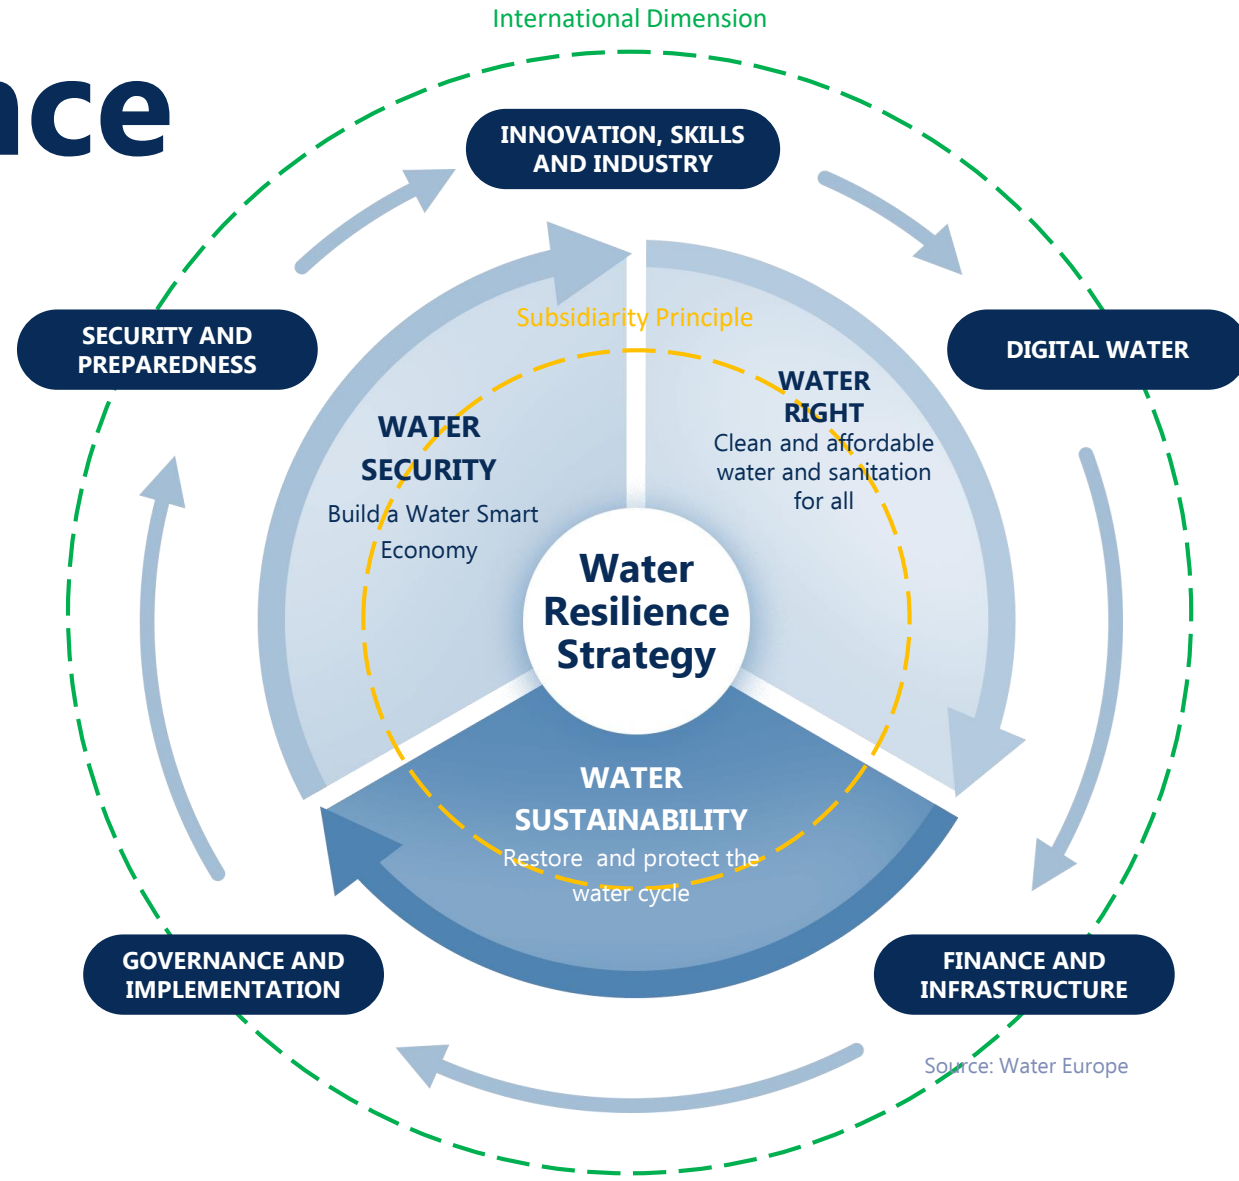 International Dimension
nce
INNOVATION, SKILLS
AND INDUSTRY
SECURITY AND
PREPAREDNESS
DIGITAL WATER
Subsidiarity Principle
WATER
RIGHT
Clean and affordable
water and sanitation
for all
WATER
SECURITY
Build a Water Smart
Economy
Water
Resilience
Strategy
WATER
SUSTAINABILITY
Restore  and protect the
water cycle
GOVERNANCE AND
IMPLEMENTATION
FINANCE AND
INFRASTRUCTURE
Source: Water Europe